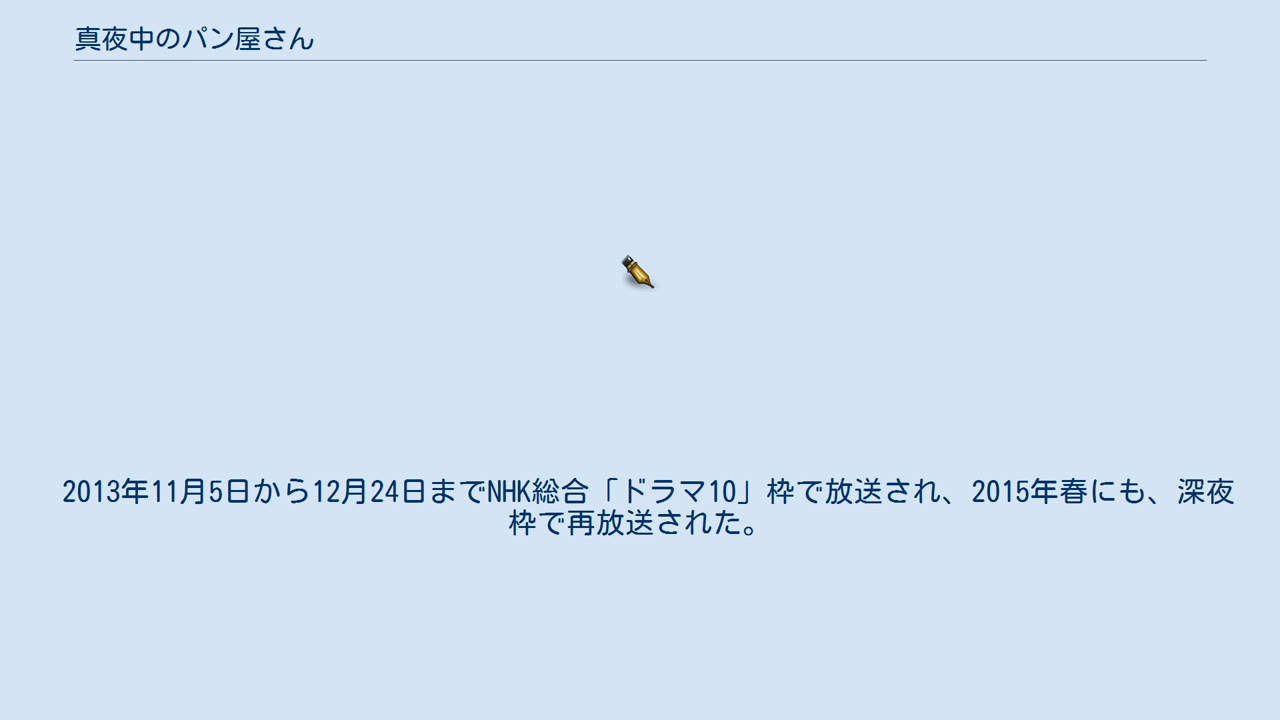 真夜中のパン屋さん
2013年11月5日から12月24日までNHK総合「ドラマ10」枠で放送され、2015年春にも、深夜
枠で再放送された。